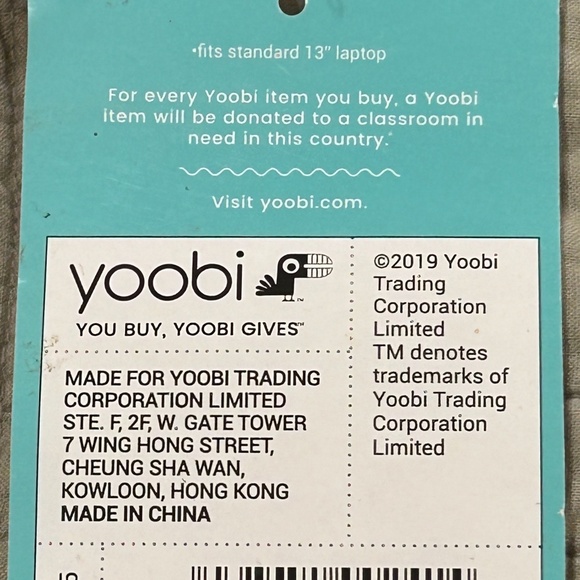 •fits standard 13" laptop
For every Yoobi item you buy, a Yoobi
item will be donated to a classroom in
need in this country.
Visit yoobi.com.
yoobi
YOU BUY, YOOBI GIVES™
MADE FOR YOOBI TRADING
CORPORATION LIMITED
STE. F, 2F, W. GATE TOWER
7 WING HONG STREET,
CHEUNG SHA WAN,
KOWLOON, HONG KONG
MADE IN CHINA
©2019 Yoobi
Trading
Corporation
Limited
TM denotes
trademarks of
Yoobi Trading
Corporation
Limited